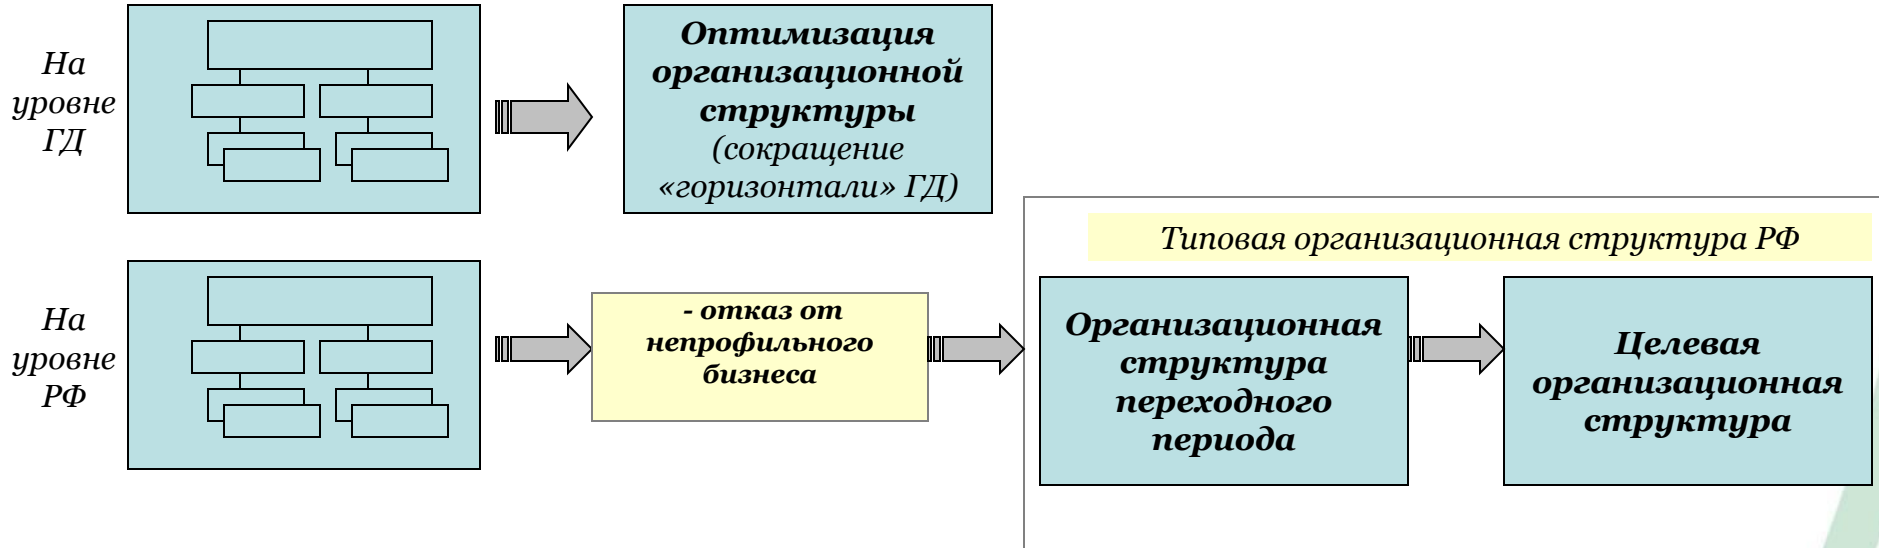 На
уровне
ГД
Оптимизация
организационной
структуры
(сокращение
«горизонтали» ГД)
На
уровне
РФ
- отказ от
непрофильного
бизнеса
Типовая организационная структура РФ
Организационная
структура
переходного
периода
Целевая
организационная
структура